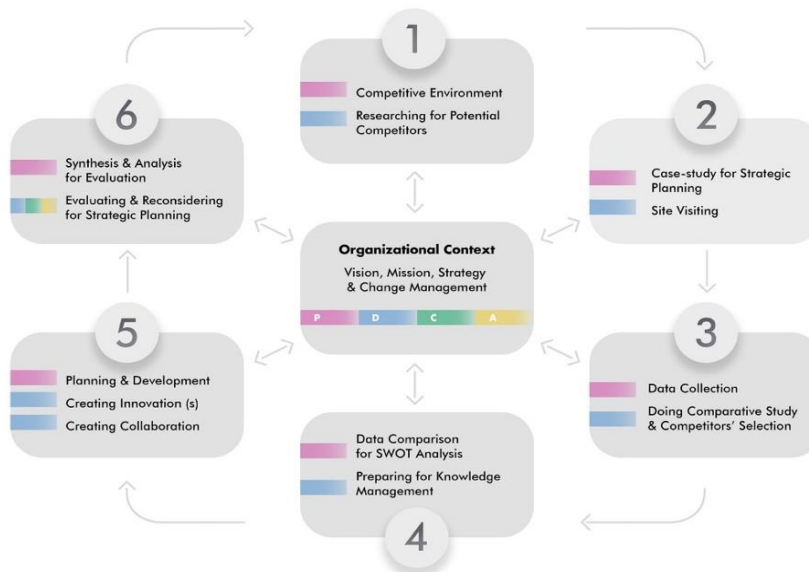 1
Competitive Environment
Researching for Potential
Competitors
2
Case-study for Strategic
Planning
Site Visiting
3
Data Collection
Doing Comparative Study
& Competitors' Selection
4
Data Comparison
for SWOT Analysis
Preparing for Knowledge
Management
5
Planning & Development
Creating Innovation (s)
Creating Collaboration
6
Synthesis & Analysis
for Evaluation
Evaluating & Reconsidering
for Strategic Planning
Organizational Context
Vision, Mission, Strategy
& Change Management
P D C A